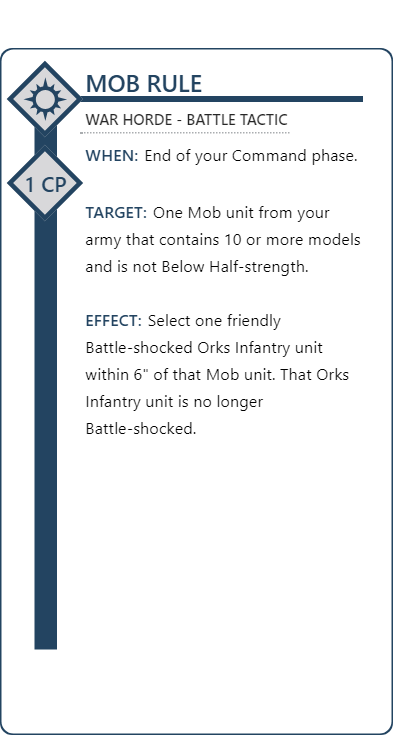 MOB RULE
WAR HORDE - BATTLE TACTIC
WHEN: End of your Command phase.
1 CP
TARGET: One Mob unit from your
army that contains 10 or more models
and is not Below Half-strength.
EFFECT: Select one friendly
Battle-shocked Orks Infantry unit
within 6" of that Mob unit. That Orks
Infantry unit is no longer
Battle-shocked.